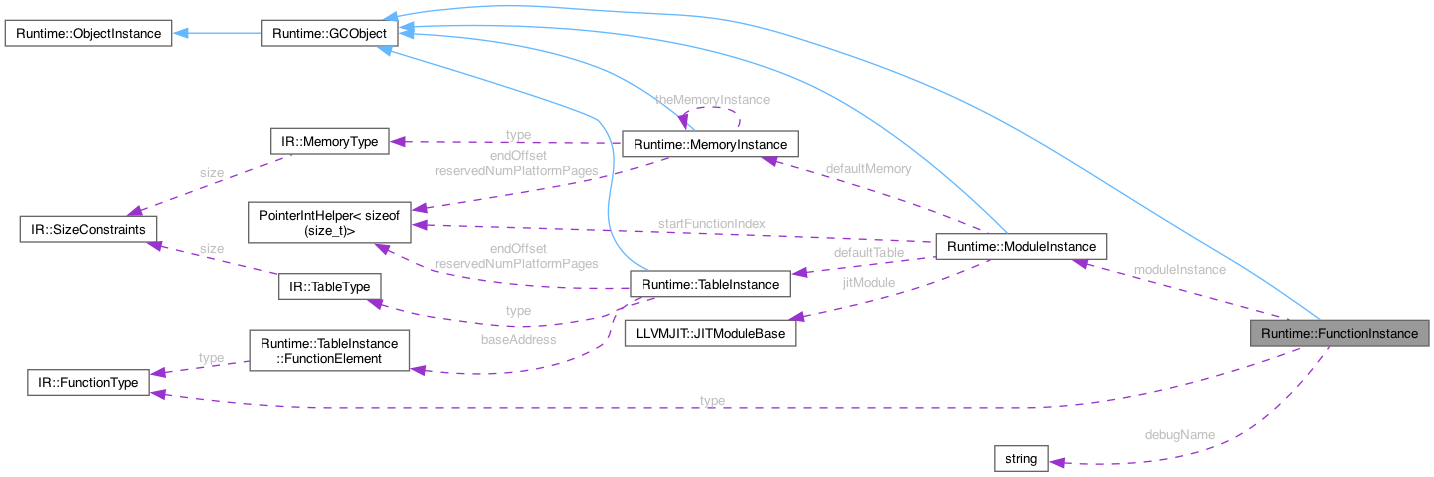 Runtime::ObjectInstance
Runtime::GCObject
theMemoryInstance
IR::MemoryType
type
Runtime::MemoryInstance
endOffset
reservedNumPlatformPages
size
defaultMemory
PointerIntHelper< sizeof
(size_t)>
IR::SizeConstraints
startFunctionIndex
Runtime::ModuleInstance
size
endOffset
reservedNumPlatformPages
defaultTable
moduleInstance
IR::TableType
Runtime::TableInstance
jitModule
type
LLVMJIT::JITModuleBase
Runtime::FunctionInstance
baseAddress
Runtime::TableInstance
::FunctionElement
type
IR::FunctionType
type
debugName
string